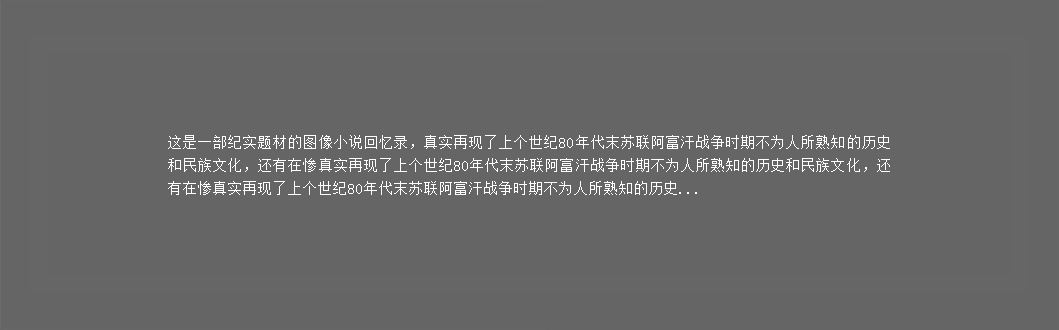 这是一部纪实题材的图像小说回忆录，真实再现了上个世纪80年代末苏联阿富汗战争时期不为人所熟知的历史
和民族文化，还有在惨真实再现了上个世纪80年代末苏联阿富汗战争时期不为人所熟知的历史和民族文化，还
有在惨真实再现了上个世纪80年代末苏联阿富汗战争时期不为人所熟知的历史...